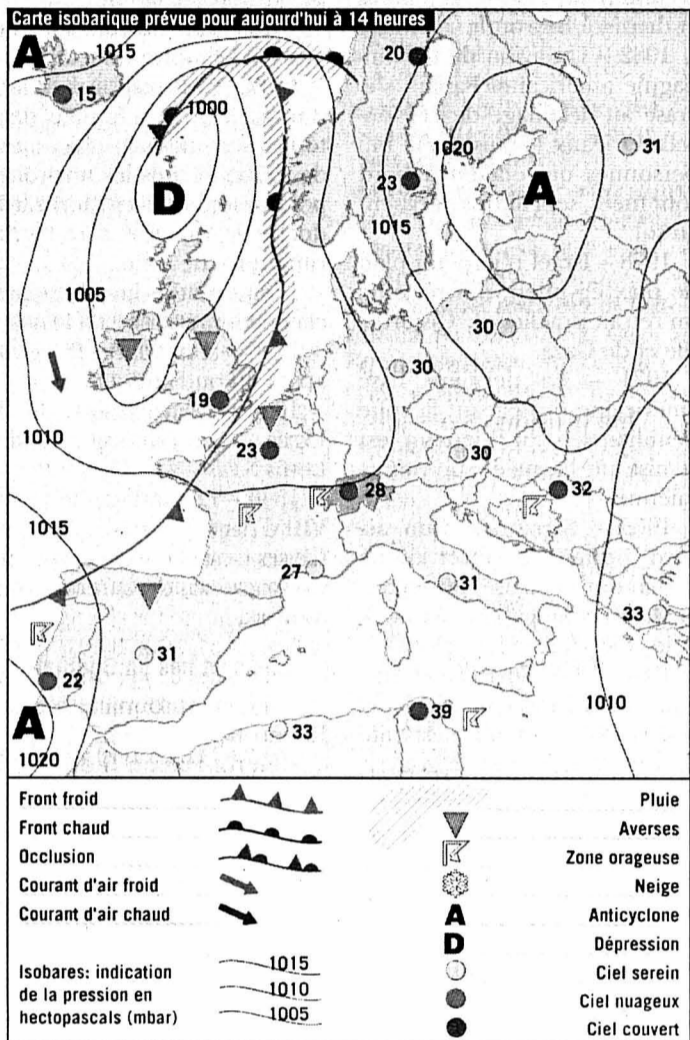 Carte isobarique prévue pour aujourd'hui à 14 heures
A
1015
20
15
1000
1020
31
D
23
A
1015
1005
30
30
19
1010
23
30
28
32
1015
27
31
33
31
22
39
1010
A
33
1020
Front froid
Pluie
Front chaud
Averses
Occlusion
Zone orageuse
Courant d'air froid
Neige
Courant d'air chaud
A
Anticyclone
D
Dépression
Isobares: indication
1015
Ciel serein
de la pression en
1010
Ciel nuageux
hectopascals (mbar)
1005
Ciel couvert